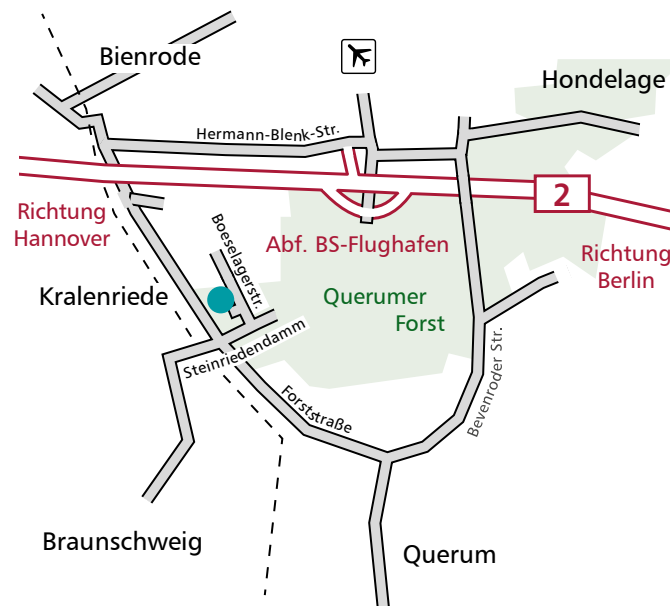 Bienrode
Hondelage
Hermann-Blenk-Str.
2
Richtung
Hannover
Abf. BS-Flughafen
Richtung
Berlin
Boeselagerstr.
Kralenriede
Querumer
Forst
Steinriedendamm
Bevenroder Str.
Forststraße
Braunschweig
Querum